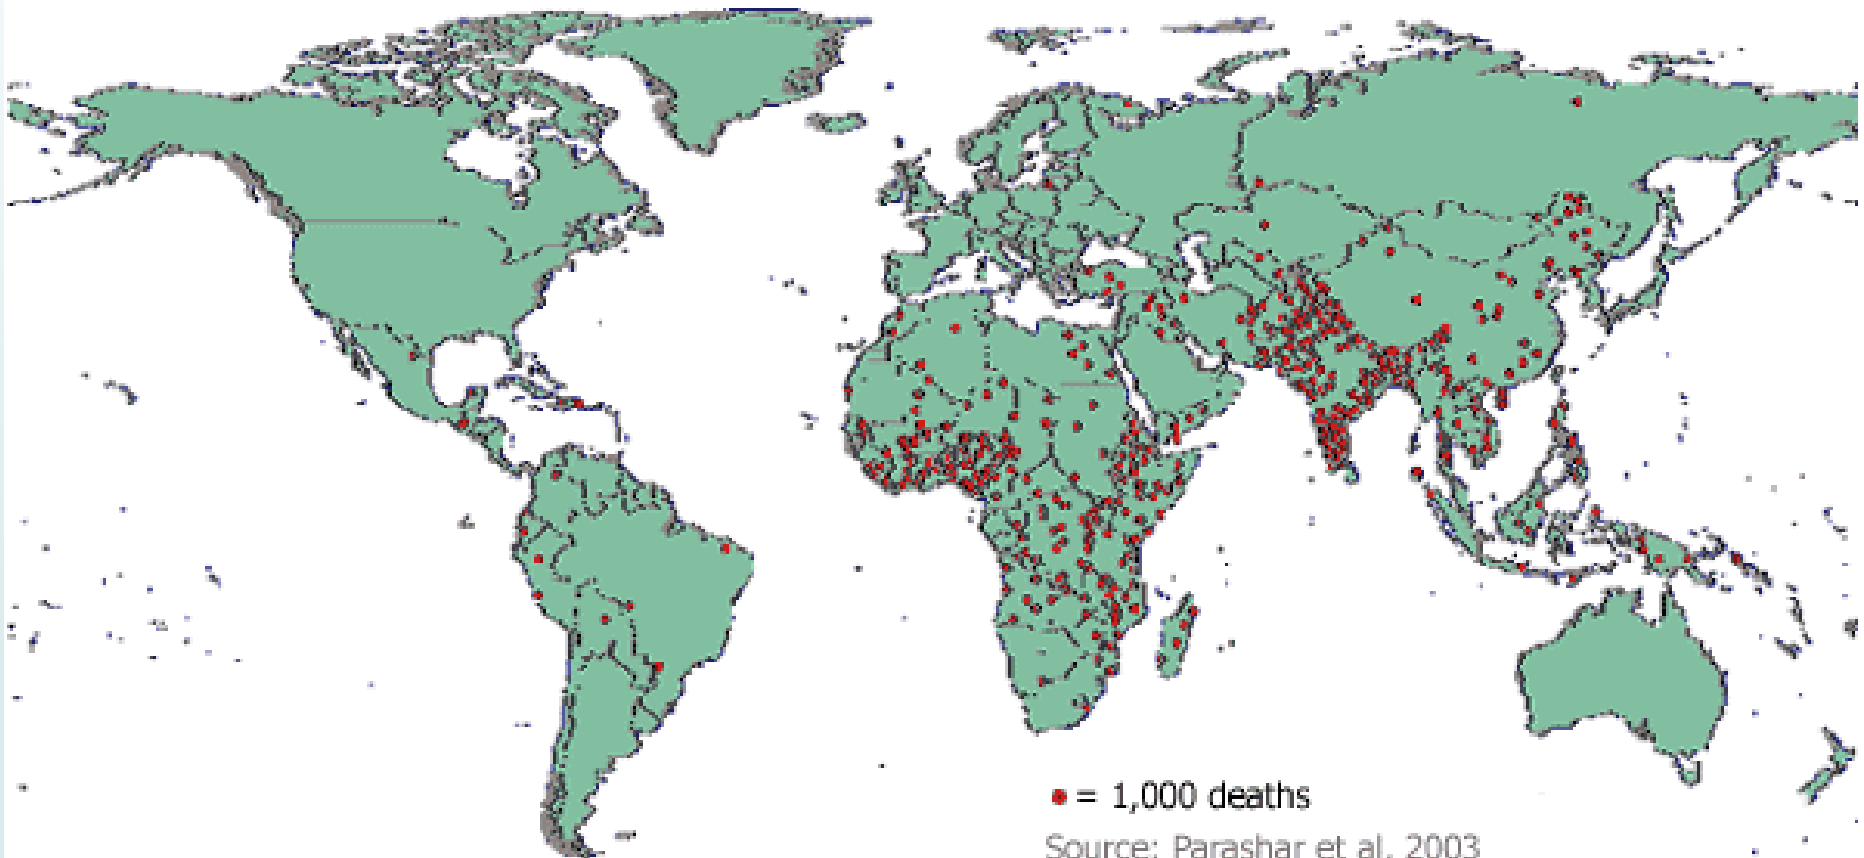 = 1,000 deaths
Source: Parashar et al, 2003